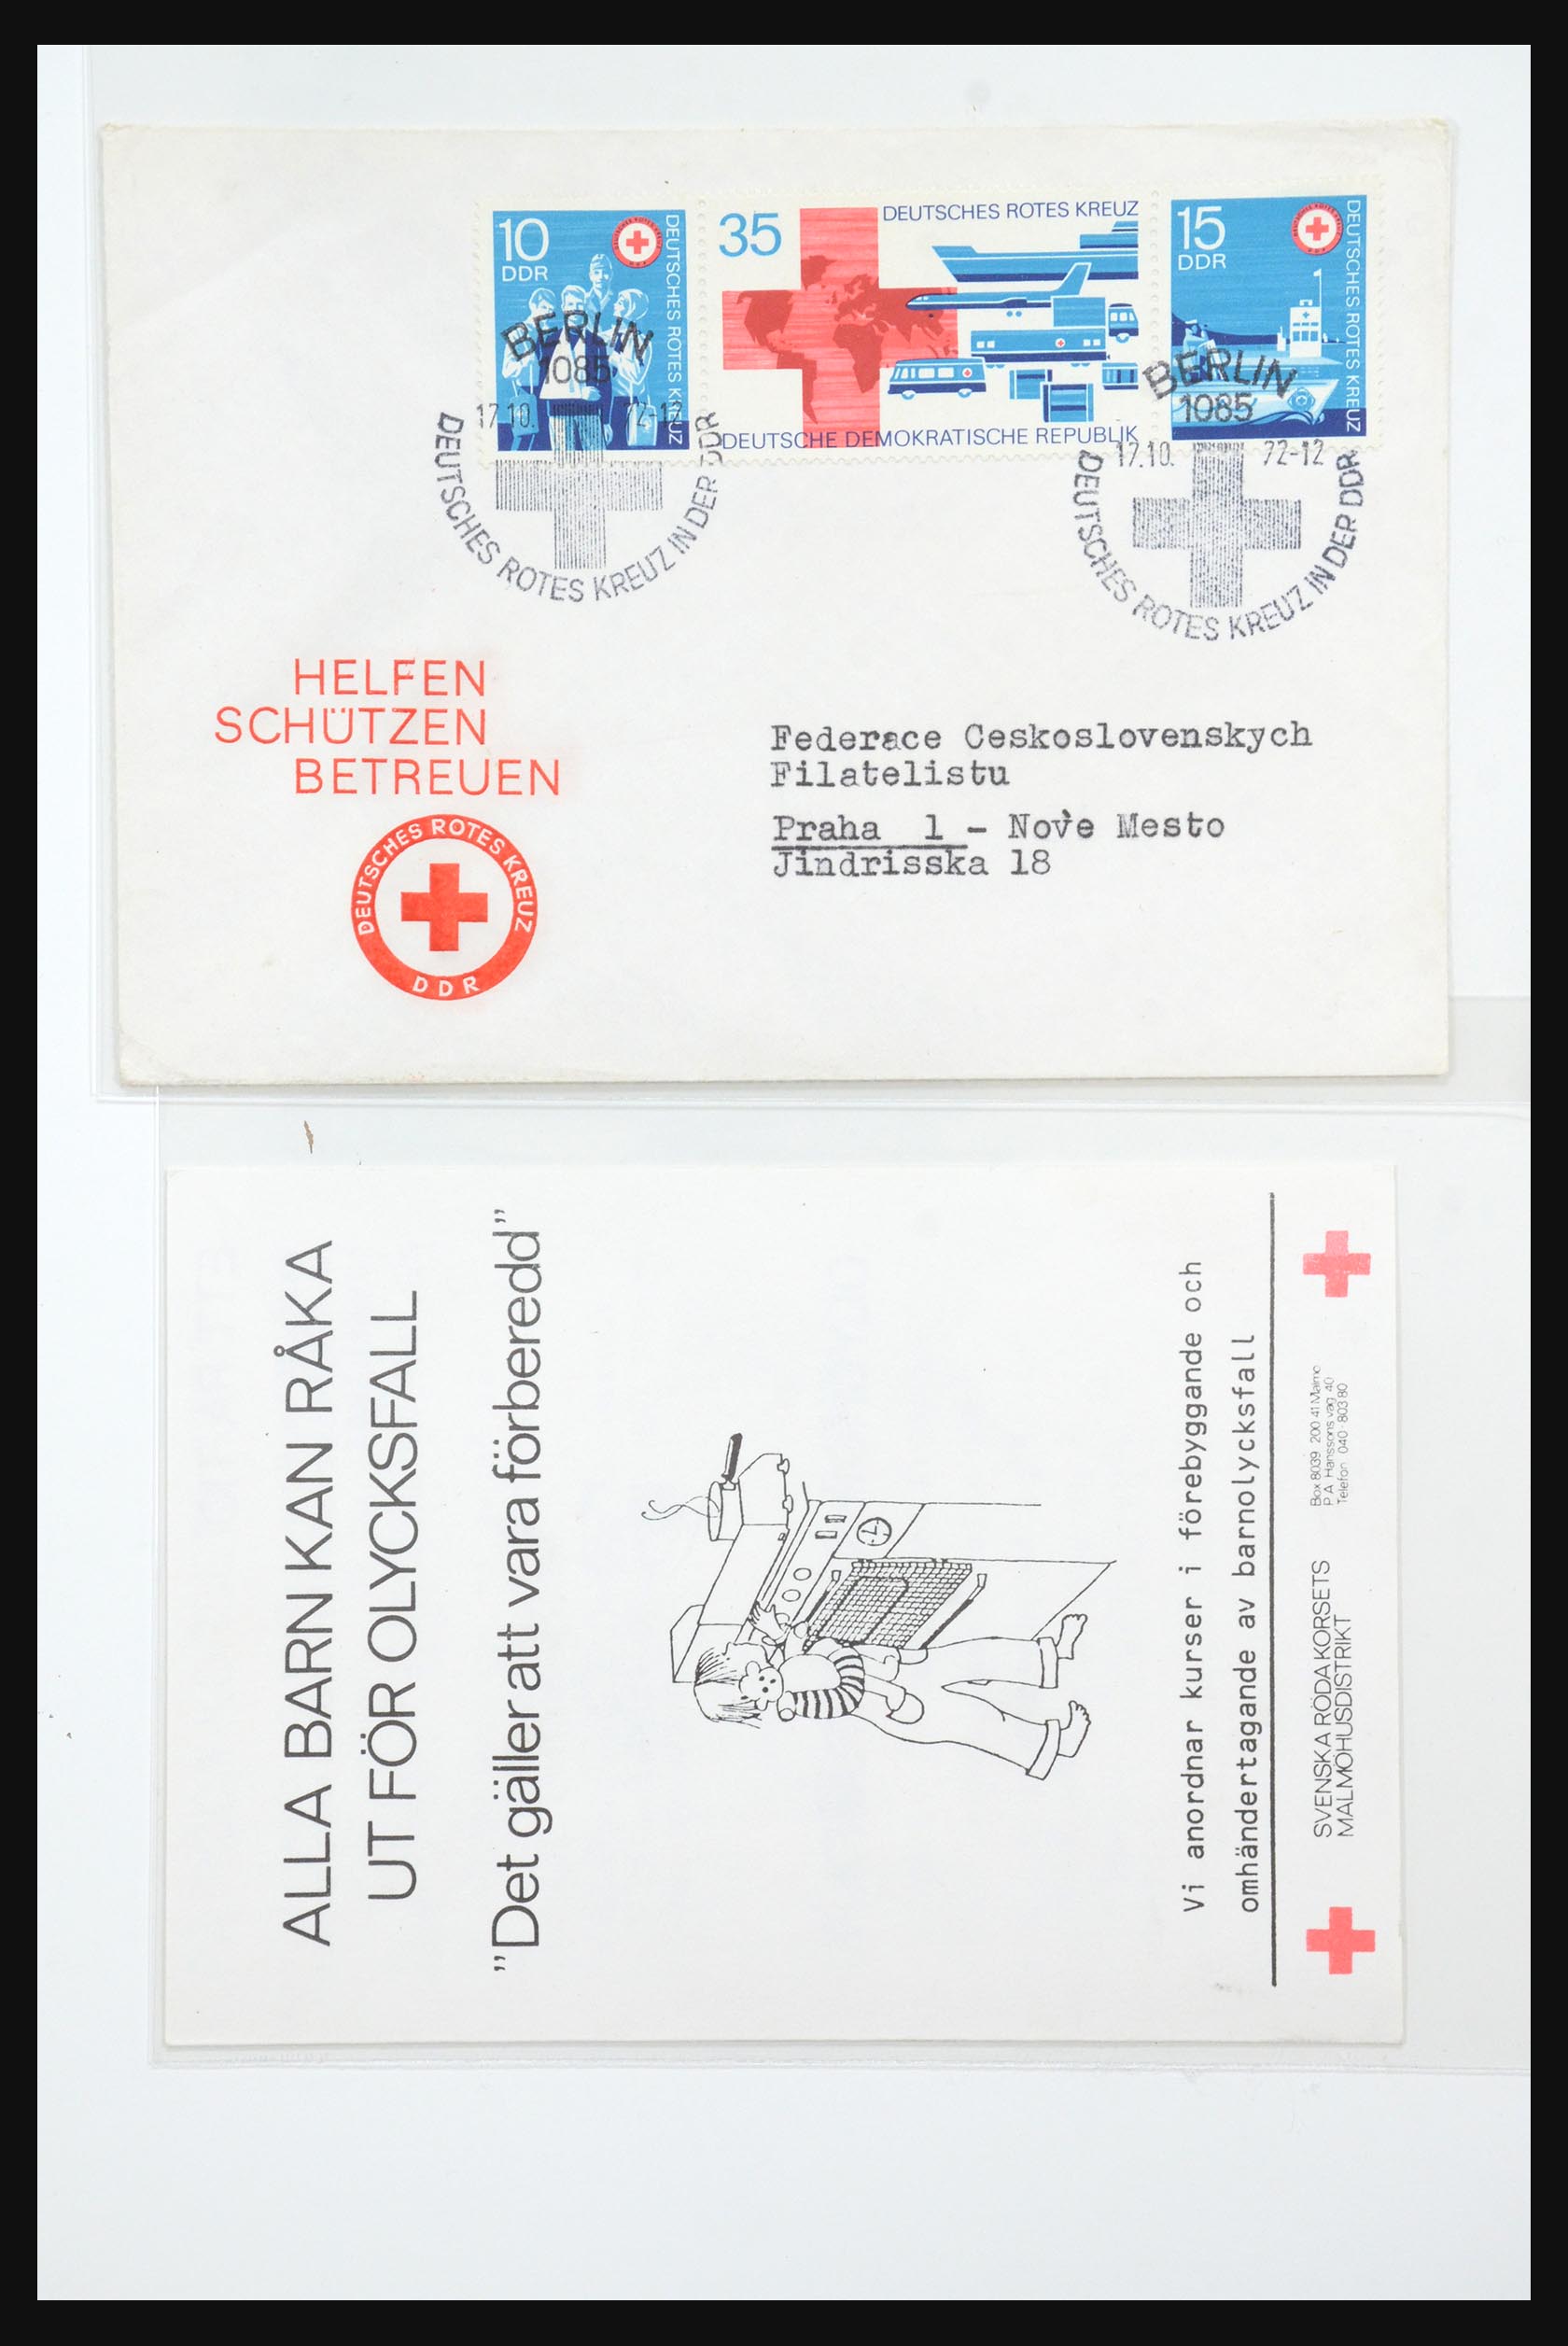 10
DDR
DEUTSCHES ROTES KREUZ
35
DEUTSCHES ROTES KREUZ
DEUTSCHE DEMOKRATISCHE REPUBLIK
15
DDR
DEUTSCHES ROTES KREUZ
BERLIN
1085
17.10. 72-12
DEUTSCHES ROTES KREUZ IN DER DDR
BERLIN
1085
17.10. 72-12
DEUTSCHES ROTES KREUZ IN DER DDR
HELFEN
SCHÜTZEN
BETREUEN
DEUTSCHES ROTES KREUZ
DDR
Federace Ceskoslovenskych
Filatelistu
Praha 1 - Nove Mesto
Jindrisska 18
ALLA BARN KAN RÅKA
UT FÖR OLYCKSFALL
”Det gäller att vara förberedd”
Vi anordnar kurser i förebyggande och
omhändertagande av barnolycksfall
SVENSKA RÖDA KORSETS
MALMÖHUSDISTRIKT
Box 8039 200 41 Malmö
P A Hanssons väg 40
Telefon 040-803 80